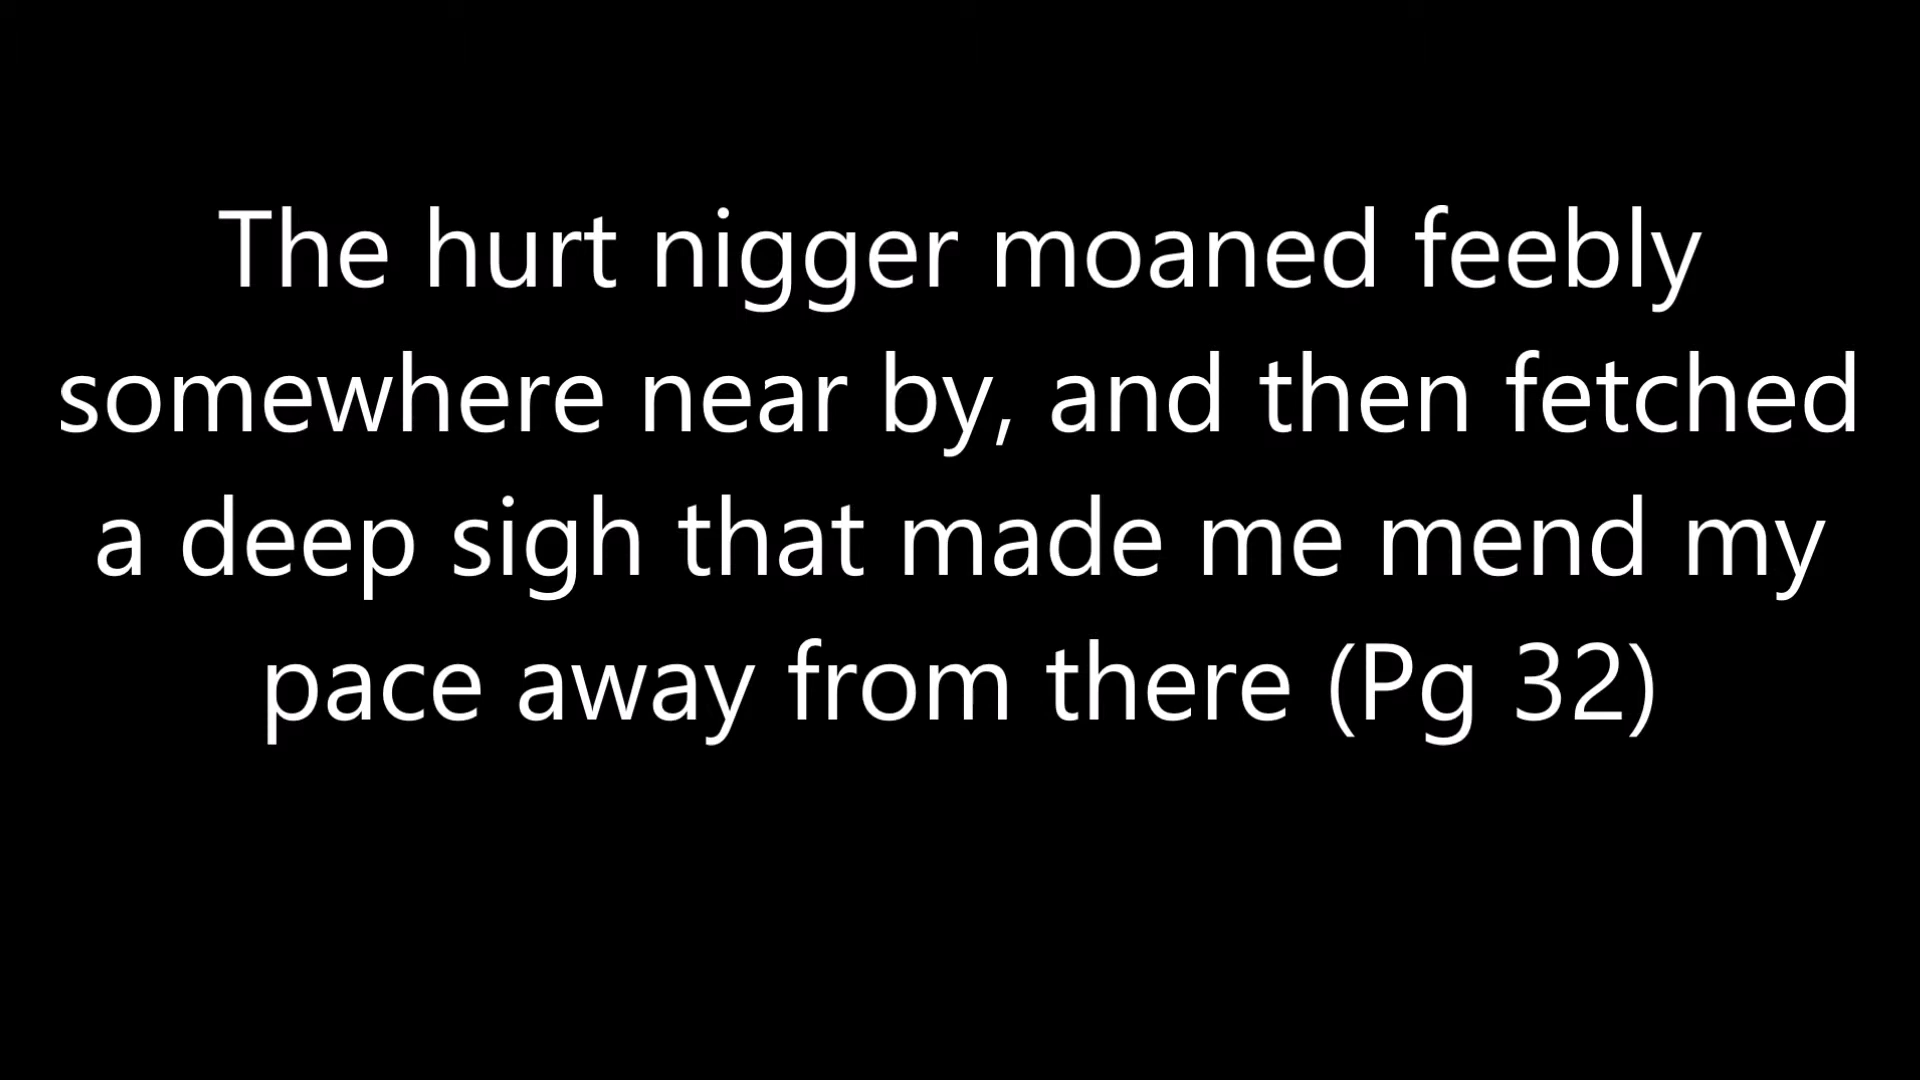 The hurt nigger moaned feebly
somewhere near by, and then fetched
a deep sigh that made me mend my
pace away from there (Pg 32)